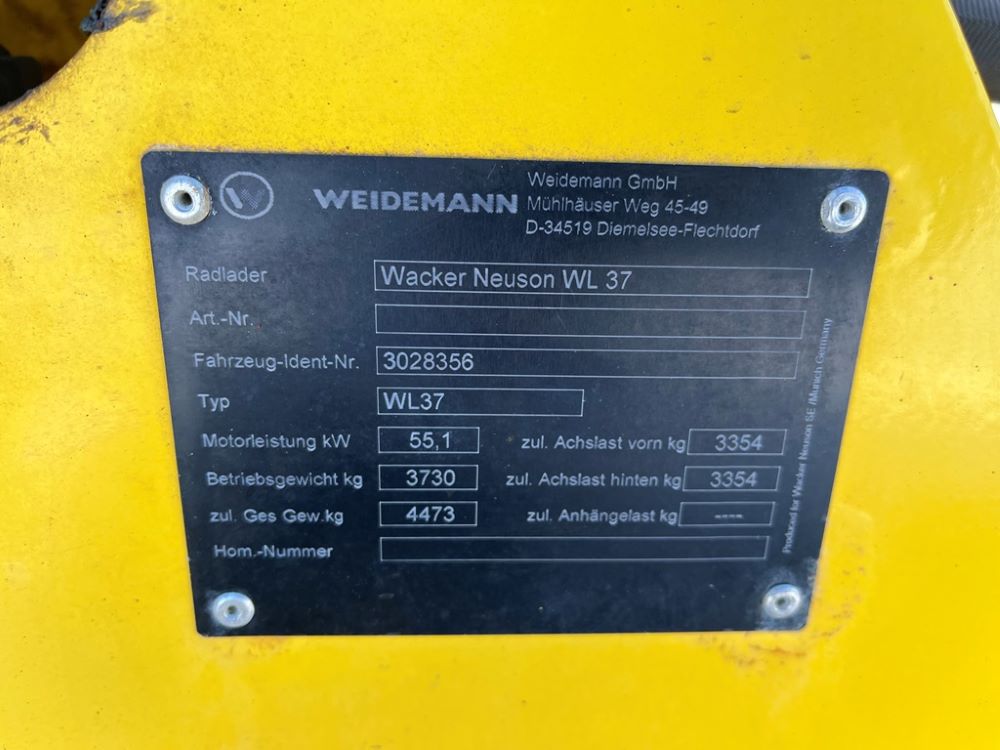 WEIDEMANN
Weidemann GmbH
Mühlhäuser Weg 45-49
D-34519 Diemelsee-Flechtdorf
Radlader Wacker Neuson WL 37
Art.-Nr.
Fahrzeug-Ident-Nr. 3028356
Typ WL37
Motorleistung kW 55,1 zul. Achslast vorn kg 3354
Betriebsgewicht kg 3730 zul. Achslast hinten kg 3354
zul. Ges Gew.kg 4473 zul. Anhängelast kg ----
Hom.-Nummer
Produced for Wacker Neuson SE /Munich Germany